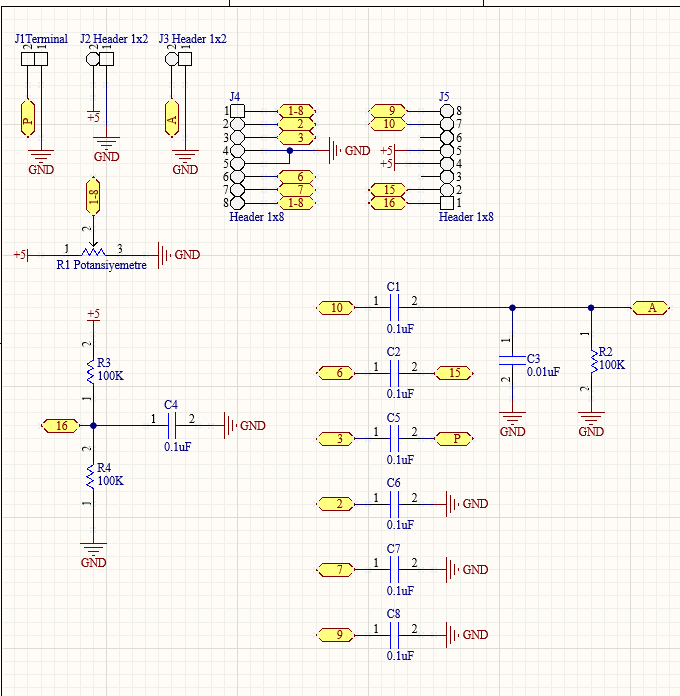 J1Terminal J2 Header 1x2 J3 Header 1x2
2 1 2 1 2 1
P +5 A
GND GND GND
J4 J5
1 1-8 9 8
2 2 10 7
3 3 6
4 GND +5 5
5 +5 4
6 6 3
7 7 15 2
8 1-8 16 1
Header 1x8 Header 1x8
1-8
2
+5 1 3 GND
R1 Potansiyemetre
C1
10 1 2 A
0.1uF
1 1
C3 R2
0.01uF 100K
2 2
GND GND
C2
6 1 2 15
0.1uF
C5
3 1 2 P
0.1uF
C6
2 1 2 GND
0.1uF
C7
7 1 2 GND
0.1uF
C8
9 1 2 GND
0.1uF
+5
2
R3
100K
1
C4
16 1 2 GND
0.1uF
2
R4
100K
1
GND